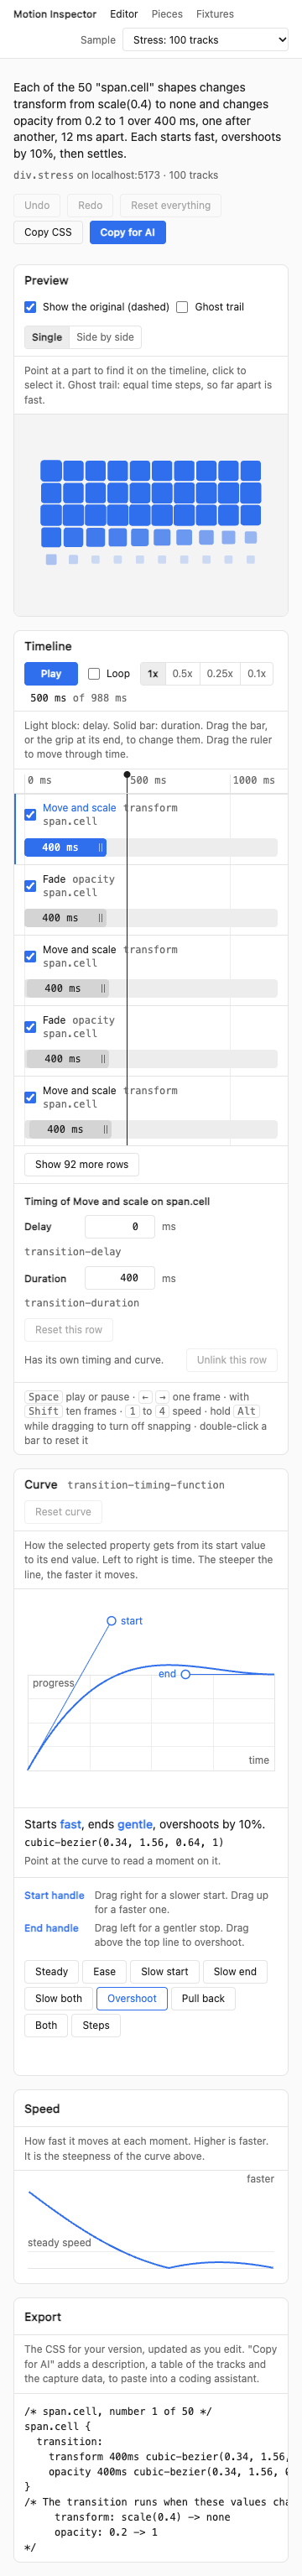 Motion Inspector Editor Pieces Fixtures
Sample Stress: 100 tracks
Each of the 50 "span.cell" shapes changes
transform from scale(0.4) to none and changes
opacity from 0.2 to 1 over 400 ms, one after
another, 12 ms apart. Each starts fast, overshoots
by 10%, then settles.
div.stress on localhost:5173 · 100 tracks
Undo Redo Reset everything
Copy CSS Copy for AI
Preview
Show the original (dashed) Ghost trail
Single Side by side
Point at a part to find it on the timeline, click to
select it. Ghost trail: equal time steps, so far apart is
fast.
Timeline
Play Loop 1x 0.5x 0.25x 0.1x
500 ms of 988 ms
Light block: delay. Solid bar: duration. Drag the bar,
or the grip at its end, to change them. Drag the ruler
to move through time.
0 ms 500 ms 1000 ms
Move and scale transform
span.cell
400 ms
Fade opacity
span.cell
400 ms
Move and scale transform
span.cell
400 ms
Fade opacity
span.cell
400 ms
Move and scale transform
span.cell
400 ms
Show 92 more rows
Timing of Move and scale on span.cell
Delay 0 ms
transition-delay
Duration 400 ms
transition-duration
Reset this row
Has its own timing and curve. Unlink this row
Space play or pause · ← → one frame · with
Shift ten frames · 1 to 4 speed · hold Alt
while dragging to turn off snapping · double-click a
bar to reset it
Curve transition-timing-function
Reset curve
How the selected property gets from its start value
to its end value. Left to right is time. The steeper the
line, the faster it moves.
start
end
progress
time
Starts fast, ends gentle, overshoots by 10%.
cubic-bezier(0.34, 1.56, 0.64, 1)
Point at the curve to read a moment on it.
Start handle Drag right for a slower start. Drag up
for a faster one.
End handle Drag left for a gentler stop. Drag
above the top line to overshoot.
Steady Ease Slow start Slow end
Slow both Overshoot Pull back
Both Steps
Speed
How fast it moves at each moment. Higher is faster.
It is the steepness of the curve above.
faster
steady speed
Export
The CSS for your version, updated as you edit. "Copy
for AI" adds a description, a table of the tracks and
the capture data, to paste into a coding assistant.
/* span.cell, number 1 of 50 */
span.cell {
transition:
transform 400ms cubic-bezier(0.34, 1.56,
opacity 400ms cubic-bezier(0.34, 1.56,
}
/* The transition runs when these values
transform: scale(0.4) -> none
opacity: 0.2 -> 1
*/